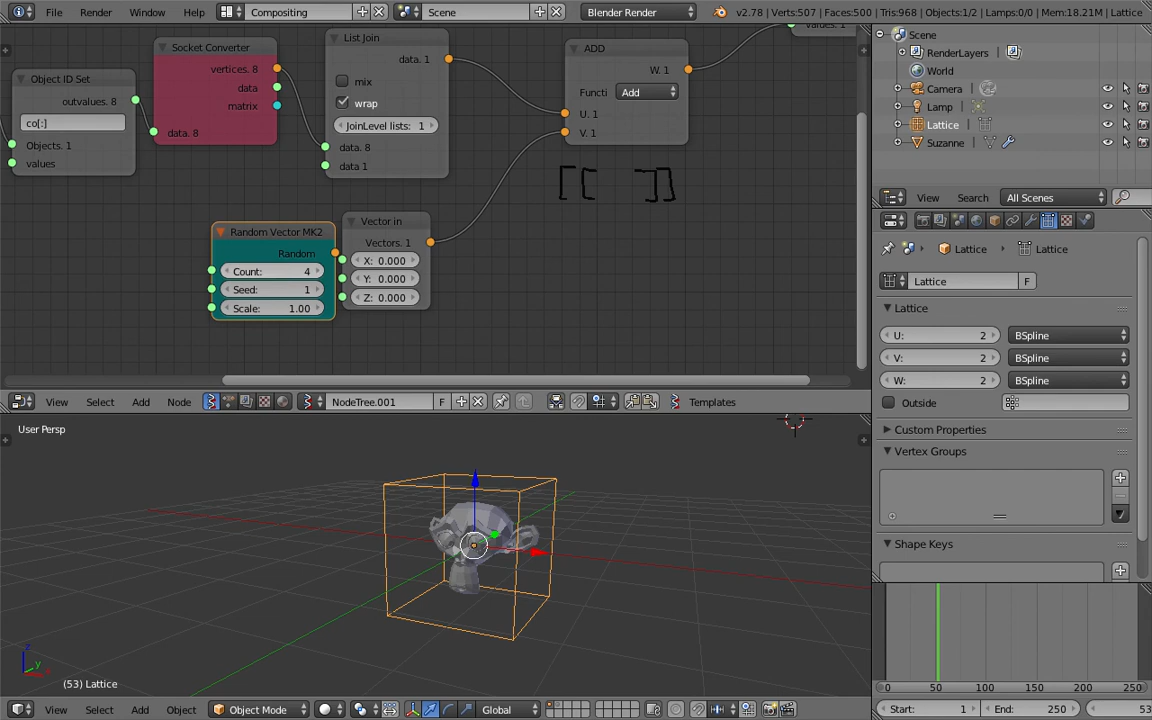 File Render Window Help Compositing Scene Blender Render v2.78 | Verts:507 | Faces:500 | Tris:968 | Objects:1/2 | Lamps:0/0 | Mem:18.21M | Lattice
Socket Converter
vertices. 8
data
matrix
data. 8
List Join
data. 1
mix
wrap
JoinLevel lists: 1
data. 8
data 1
ADD
W. 1
Functi Add
U. 1
V. 1
Object ID Set
outvalues. 8
co[:]
Objects. 1
values
[[ ]]
Random Vector MK2
Random
Count: 4
Seed: 1
Scale: 1.00
Vector in
Vectors. 1
X: 0.000
Y: 0.000
Z: 0.000
View Select Add Node NodeTree.001 F Templates
User Persp
z
y
x
(53) Lattice
View Select Add Object Object Mode Global
Scene
RenderLayers
World
Camera
Lamp
Lattice
Suzanne
View Search All Scenes
Lattice Lattice
Lattice F
Lattice
U: 2 BSpline
V: 2 BSpline
W: 2 BSpline
Outside
Custom Properties
Vertex Groups
Shape Keys
0 50 100 150 200 250
Start: 1 End: 250 53